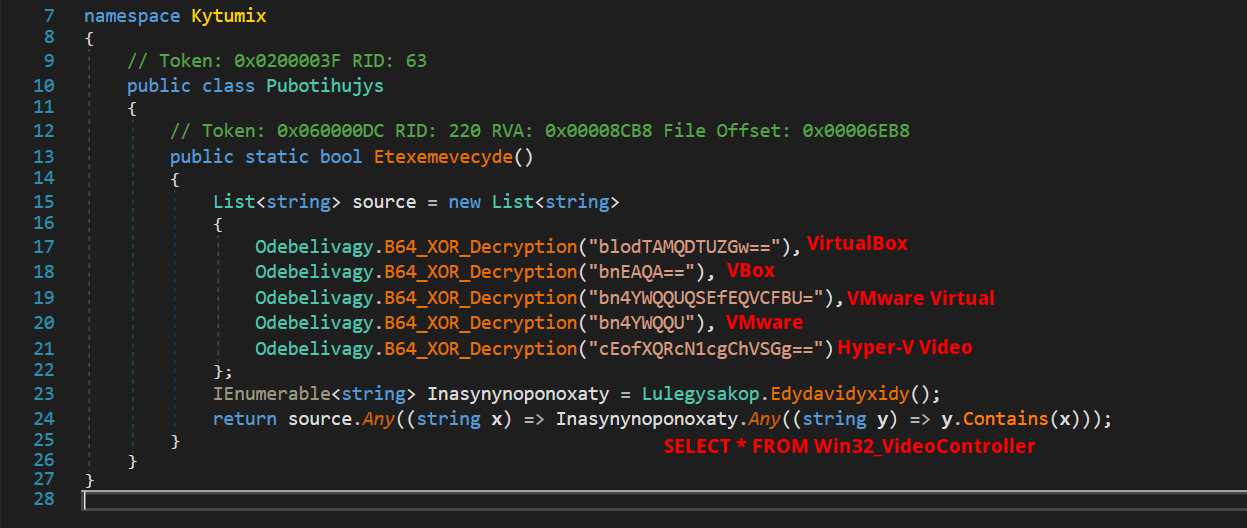 7 namespace Kytumix
8 {
9 // Token: 0x0200003F RID: 63
10 public class Pubotihujys
11 {
12 // Token: 0x060000DC RID: 220 RVA: 0x00008CB8 File Offset: 0x00006EB8
13 public static bool Etexemevecyde()
14 {
15 List<string> source = new List<string>
16 {
17 Odebelivagy.B64_XOR_Decryption("blodTAMQDTUZGw=="), VirtualBox
18 Odebelivagy.B64_XOR_Decryption("bnEAQA=="), VBox
19 Odebelivagy.B64_XOR_Decryption("bn4YWQQUQSEfEQVCFBU="), VMware Virtual
20 Odebelivagy.B64_XOR_Decryption("bn4YWQQU"), VMware
21 Odebelivagy.B64_XOR_Decryption("cEofXQRcN1cgChVSGg==") Hyper-V Video
22 };
23 IEnumerable<string> Inasynynoponoxaty = Lulegysakop.Edydavidyxidy();
24 return source.Any((string x) => Inasynynoponoxaty.Any((string y) => y.Contains(x)));
25 }
SELECT * FROM Win32_VideoController
26 }
27 }
28